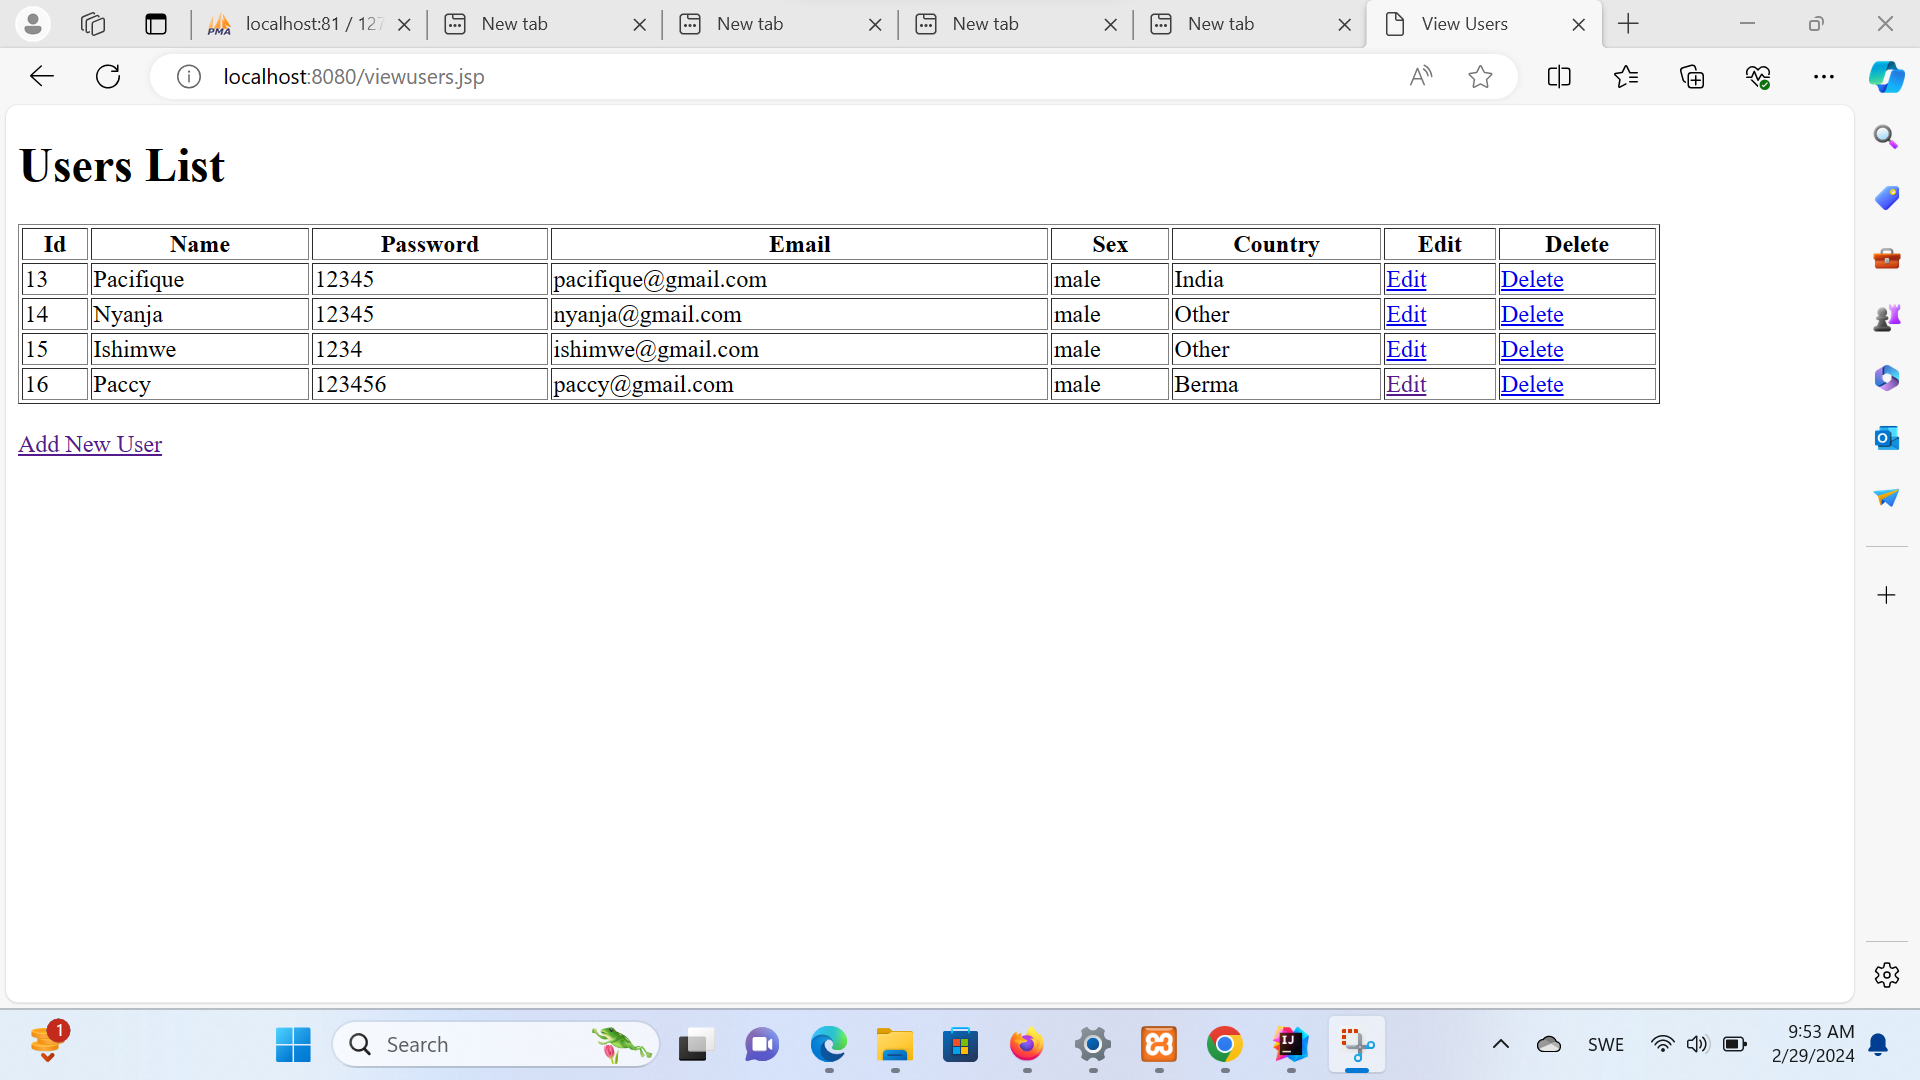 PMA localhost:81 / 127 New tab New tab New tab New tab View Users
localhost:8080/viewusers.jsp
Users List
Id Name Password Email Sex Country Edit Delete
13 Pacifique 12345 pacifique@gmail.com male India Edit Delete
14 Nyanja 12345 nyanja@gmail.com male Other Edit Delete
15 Ishimwe 1234 ishimwe@gmail.com male Other Edit Delete
16 Paccy 123456 paccy@gmail.com male Berma Edit Delete
Add New User
1 Search IJ SWE 9:53 AM
2/29/2024